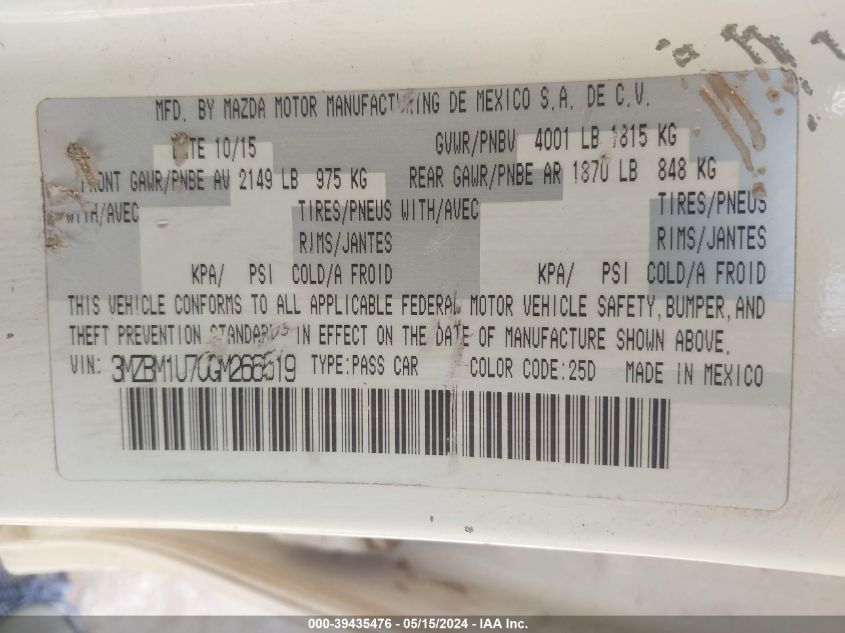 MFD. BY MAZDA MOTOR MANUFACTURING DE MEXICO S.A. DE C.V.
10/15 GVWR/PNBV 4001 LB 1815 KG
FRONT GAWR/PNBE AV 2149 LB 975 KG REAR GAWR/PNBE AR 1870 LB 848 KG
WITH/AVEC TIRES/PNEUS WITH/AVEC TIRES/PNEUS
RIMS/JANTES RIMS/JANTES
KPA/ PSI COLD/A FROID KPA/ PSI COLD/A FROID
THIS VEHICLE CONFORMS TO ALL APPLICABLE FEDERAL MOTOR VEHICLE SAFETY, BUMPER, AND
THEFT PREVENTION STANDARDS IN EFFECT ON THE DATE OF MANUFACTURE SHOWN ABOVE.
VIN: TYPE:PASS CAR COLOR CODE:25D MADE IN MEXICO
000-39435476 - 05/15/2024 - IAA Inc.